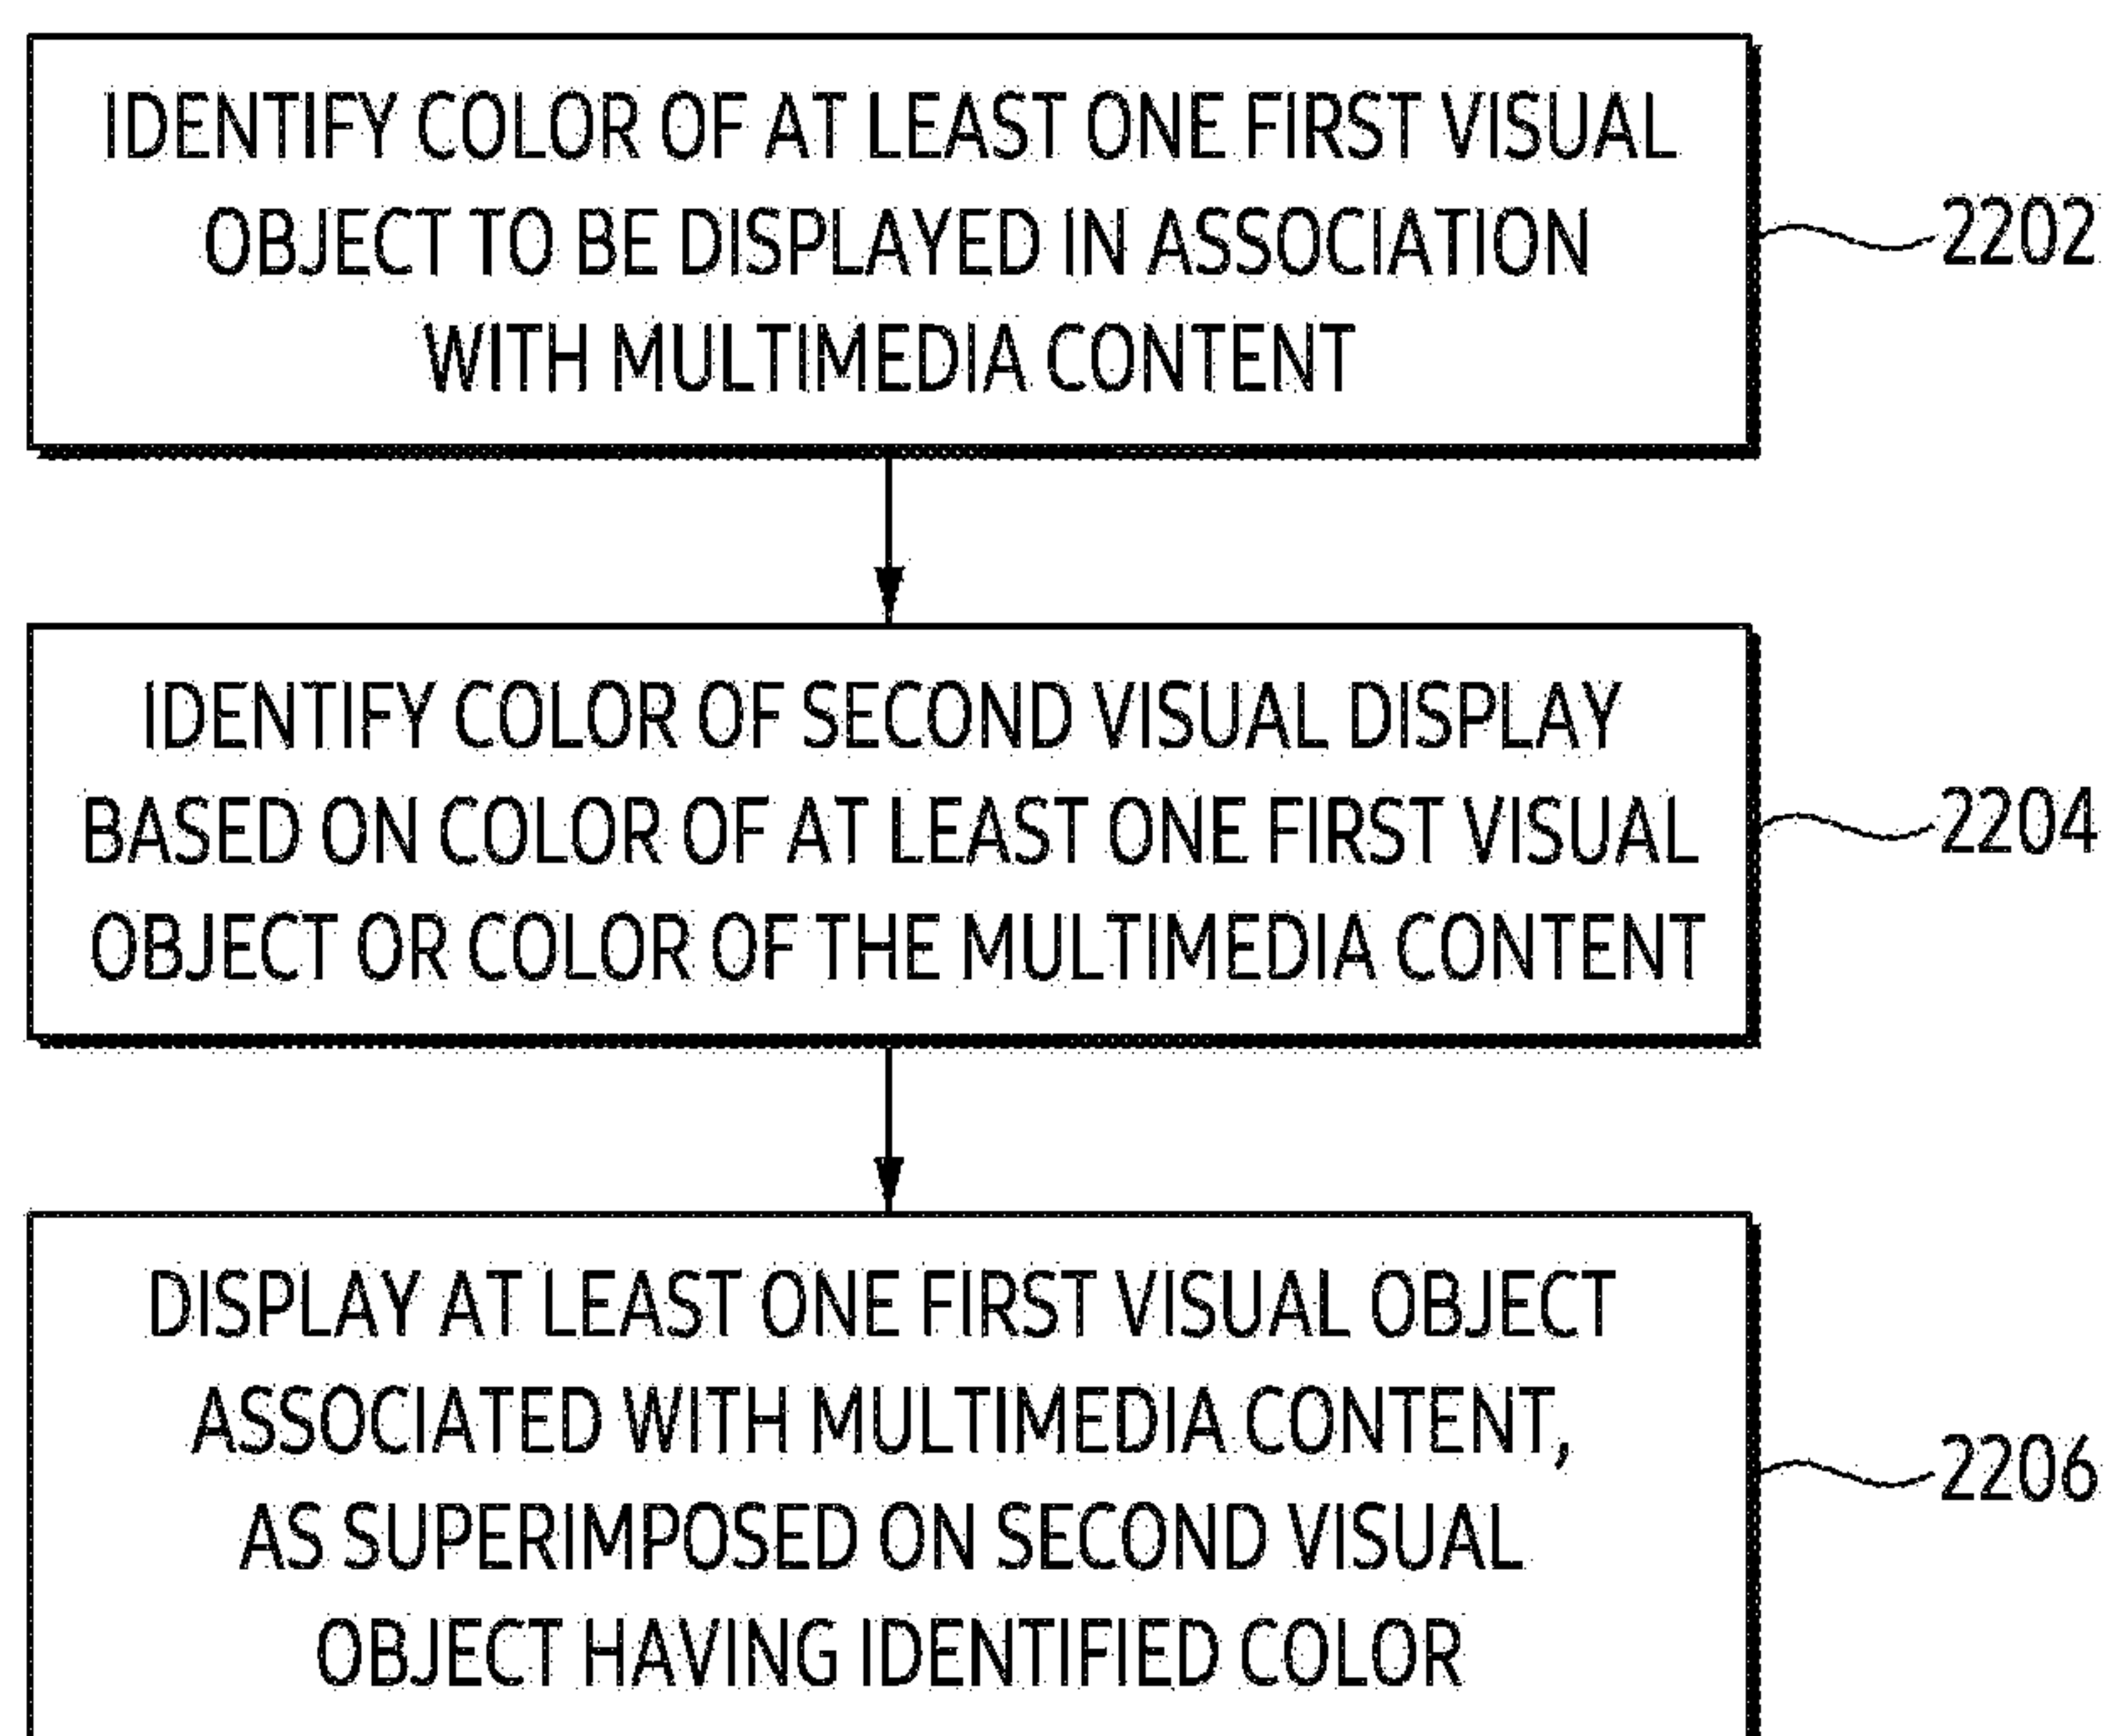 IDENTIFY COLOR OF AT LEAST ONE FIRST VISUAL
OBJECT TO BE DISPLAYED IN ASSOCIATION
WITH MULTIMEDIA CONTENT
2202
IDENTIFY COLOR OF SECOND VISUAL DISPLAY
BASED ON COLOR OF AT LEAST ONE FIRST VISUAL
OBJECT OR COLOR OF THE MULTIMEDIA CONTENT
2204
DISPLAY AT LEAST ONE FIRST VISUAL OBJECT
ASSOCIATED WITH MULTIMEDIA CONTENT,
AS SUPERIMPOSED ON SECOND VISUAL
OBJECT HAVING IDENTIFIED COLOR
2206